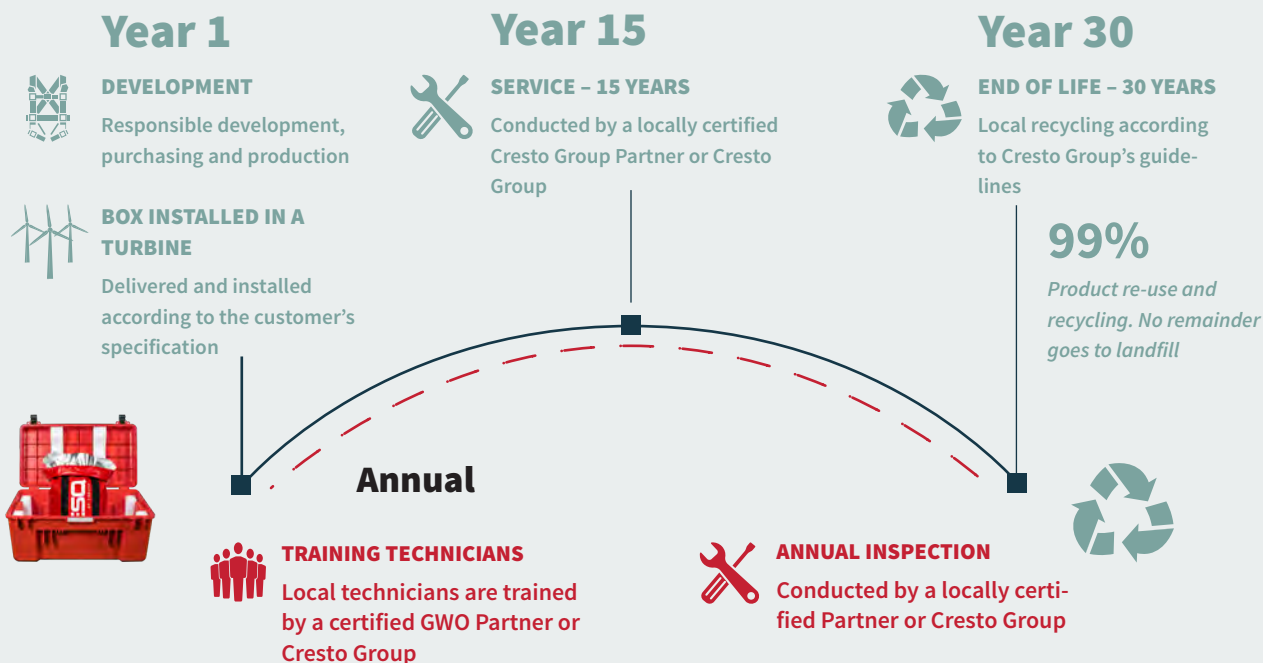 Year 1
DEVELOPMENT
Responsible development,
purchasing and production
BOX INSTALLED IN A
TURBINE
Delivered and installed
according to the customer’s
specification
Year 15
SERVICE – 15 YEARS
Conducted by a locally certified
Cresto Group Partner or Cresto
Group
Year 30
END OF LIFE – 30 YEARS
Local recycling according
to Cresto Group’s guide-
lines
99%
Product re-use and
recycling. No remainder
goes to landfill
Annual
TRAINING TECHNICIANS
Local technicians are trained
by a certified GWO Partner or
Cresto Group
ANNUAL INSPECTION
Conducted by a locally certi-
fied Partner or Cresto Group